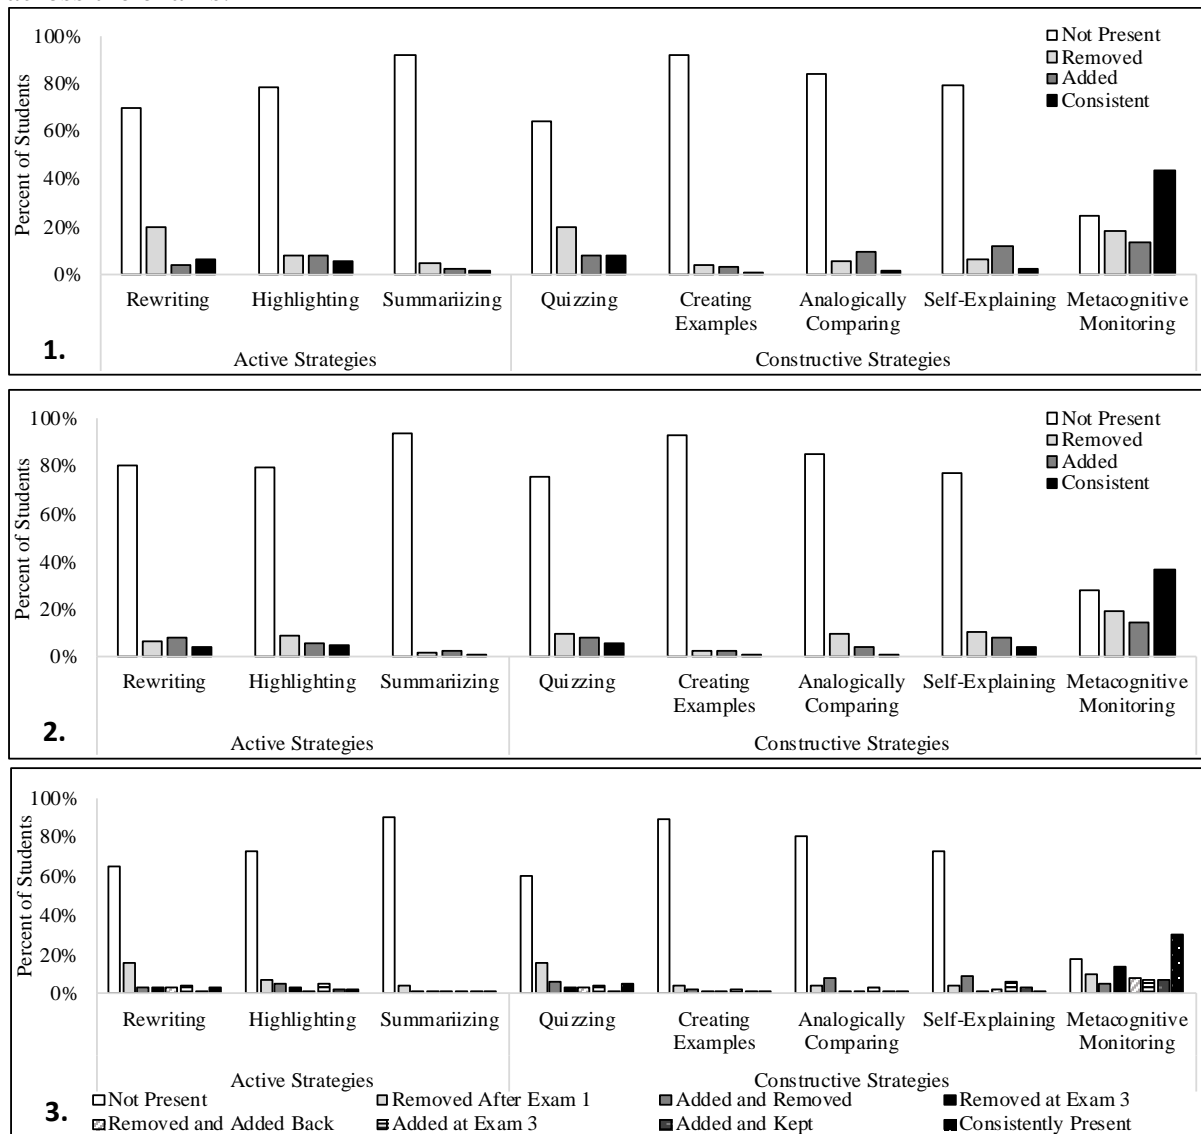 100%
80%
60%
40%
20%
0%
Percent of Students
Not Present
Removed
Added
Consistent
Rewriting Highlighting Summariizing Quizzing Creating Examples Analogically Comparing Self-Explaining Metacognitive Monitoring
Active Strategies Constructive Strategies
1.
100%
80%
60%
40%
20%
0%
Percent of Students
Not Present
Removed
Added
Consistent
Rewriting Highlighting Summariizing Quizzing Creating Examples Analogically Comparing Self-Explaining Metacognitive Monitoring
Active Strategies Constructive Strategies
2.
100%
80%
60%
40%
20%
0%
Percent of Students
Rewriting Highlighting Summariizing Quizzing Creating Examples Analogically Comparing Self-Explaining Metacognitive Monitoring
Active Strategies Constructive Strategies
3.
Not Present Removed After Exam 1 Added and Removed Removed at Exam 3
Removed and Added Back Added at Exam 3 Added and Kept Consistently Present